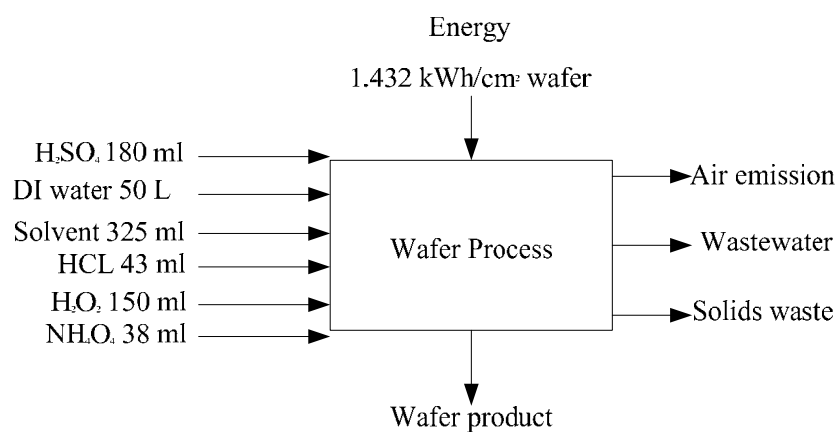 Energy
1.432 kWh/cm² wafer
H₂SO₄ 180 ml
DI water 50 L
Solvent 325 ml
HCL 43 ml
H₂O₂ 150 ml
NH₄O₄ 38 ml
Wafer Process
Air emission
Wastewater
Solids waste
Wafer product